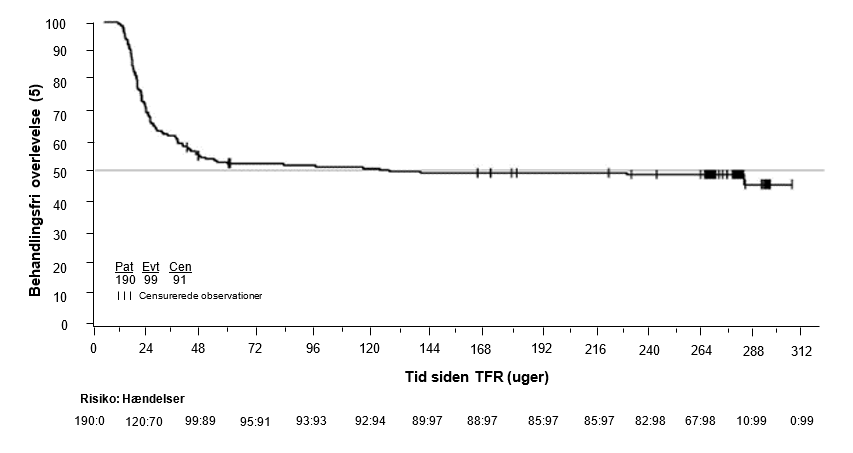 100
90
80
70
60
50
40
30
20
10
0
Behandlingsfri overlevelse (5)
Pat Evt Cen
190 99 91
Censurerede observationer
0 24 48 72 96 120 144 168 192 216 240 264 288 312
Tid siden TFR (uger)
Risiko: Hændelser
190:0 120:70 99:89 95:91 93:93 92:94 89:97 88:97 85:97 85:97 82:98 67:98 10:99 0:99